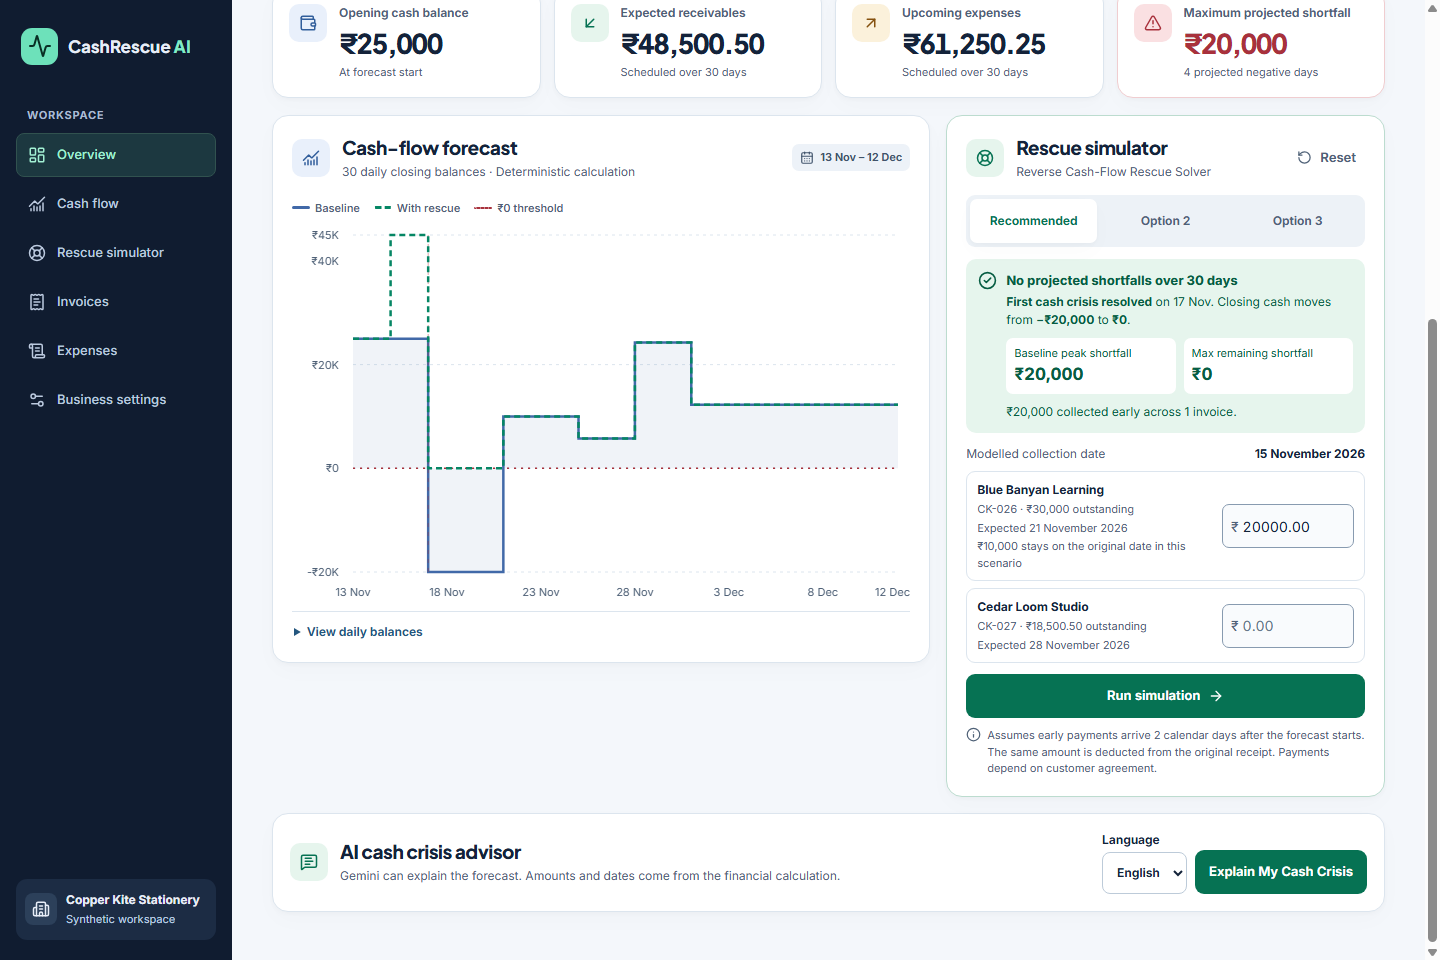 CashRescue AI
WORKSPACE
Overview
Cash flow
Rescue simulator
Invoices
Expenses
Business settings
Copper Kite Stationery
Synthetic workspace
Opening cash balance
₹25,000
At forecast start
Expected receivables
₹48,500.50
Scheduled over 30 days
Upcoming expenses
₹61,250.25
Scheduled over 30 days
Maximum projected shortfall
₹20,000
4 projected negative days
Cash-flow forecast
30 daily closing balances · Deterministic calculation
13 Nov – 12 Dec
Baseline
With rescue
₹0 threshold
₹45K
₹40K
₹20K
₹0
-₹20K
13 Nov
18 Nov
23 Nov
28 Nov
3 Dec
8 Dec
12 Dec
View daily balances
Rescue simulator
Reverse Cash-Flow Rescue Solver
Reset
Recommended
Option 2
Option 3
No projected shortfalls over 30 days
First cash crisis resolved on 17 Nov. Closing cash moves
from −₹20,000 to ₹0.
Baseline peak shortfall
₹20,000
Max remaining shortfall
₹0
₹20,000 collected early across 1 invoice.
Modelled collection date
15 November 2026
Blue Banyan Learning
CK-026 · ₹30,000 outstanding
Expected 21 November 2026
₹10,000 stays on the original date in this
scenario
₹ 20000.00
Cedar Loom Studio
CK-027 · ₹18,500.50 outstanding
Expected 28 November 2026
₹ 0.00
Run simulation
Assumes early payments arrive 2 calendar days after the forecast starts.
The same amount is deducted from the original receipt. Payments
depend on customer agreement.
AI cash crisis advisor
Gemini can explain the forecast. Amounts and dates come from the financial calculation.
Language
English
Explain My Cash Crisis